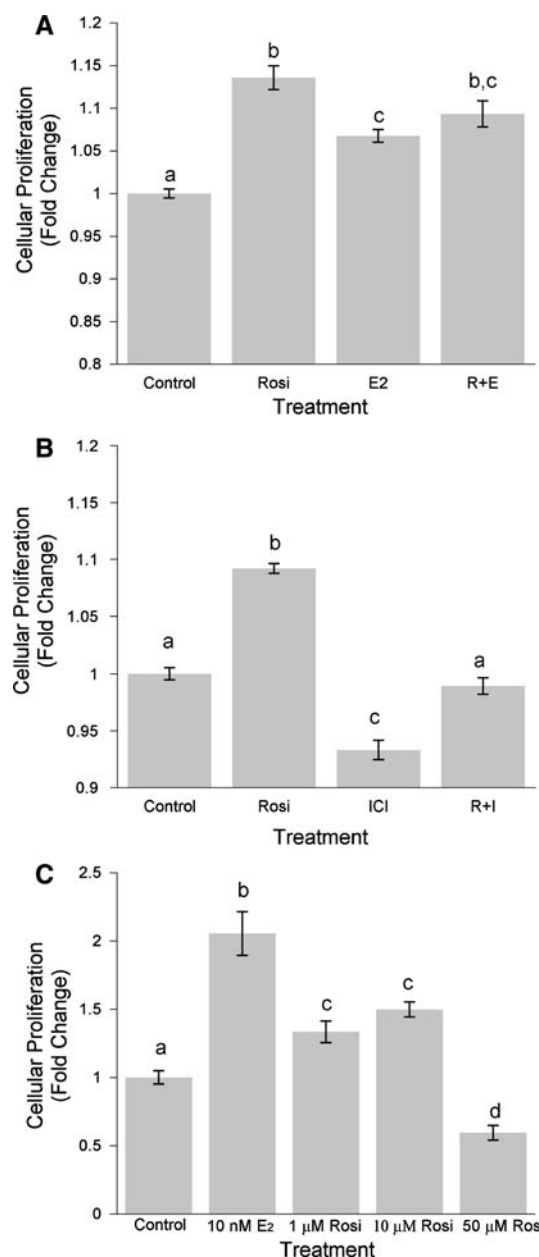 A
Cellular Proliferation
(Fold Change)
1.2
1.15
1.1
1.05
1
0.95
0.9
0.85
0.8
a
b
c
b,c
Control Rosi E2 R+E
Treatment
B
Cellular Proliferation
(Fold Change)
1.2
1.15
1.1
1.05
1
0.95
0.9
a
b
c
a
Control Rosi ICI R+I
Treatment
C
Cellular Proliferation
(Fold Change)
2.5
2
1.5
1
0.5
0
a
b
c
c
d
Control 10 nM E2 1 μM Rosi 10 μM Rosi 50 μM Ros
Treatment